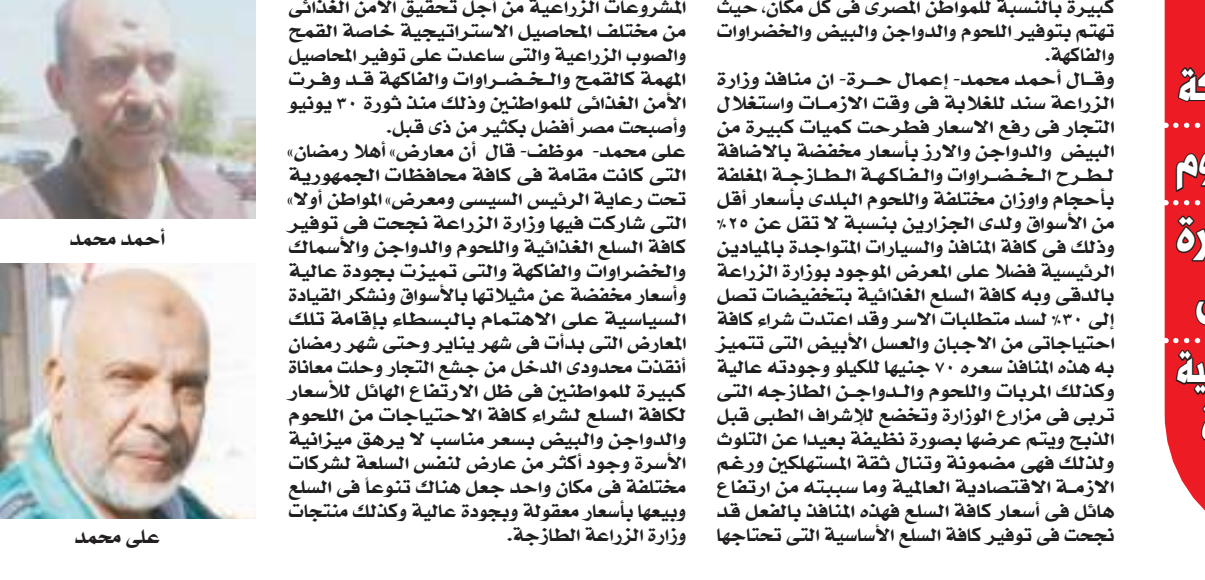 كبيرة بالنسبة للمواطن المصرى فى كل مكان، حيث
تهتم بتوفير اللحوم والدواجن والبيض والخضراوات
والفاكهة.
وقال أحمد محمد- إعمال حرة- ان منافذ وزارة
الزراعة سند للغلابة فى وقت الازمات واستغلال
التجار فى رفع الاسعار فطرحت كميات كبيرة من
البيض والدواجن والارز بأسعار مخفضة بالاضافة
لطرح الخضراوات والفاكهة الطازجة المغلفة
بأحجام واوزان مختلفة واللحوم البلدى بأسعار أقل
من الأسواق ولدى الجزارين بنسبة لا تقل عن ٢٥٪
وذلك فى كافة المنافذ والسيارات المتواجدة بالميادين
الرئيسية فضلا على المعرض الموجود بوزارة الزراعة
بالدقى وبه كافة السلع الغذائية بتخفيضات تصل
إلى ٣٠٪ لسد متطلبات الاسر وقد اعتدت شراء كافة
احتياجاتى من الاجبان والعسل الأبيض التى تتميز
به هذه المنافذ سعره ٧٠ جنيها للكيلو وجودته عالية
وكذلك المربات واللحوم والدواجن الطازجه التى
تربى فى مزارع الوزارة وتخضع للإشراف الطبى قبل
الذبح ويتم عرضها بصورة نظيفة بعيدا عن التلوث
ولذلك فهى مضمونة وتنال ثقة المستهلكين ورغم
الازمة الاقتصادية العالمية وما سببته من ارتفاع
هائل فى أسعار كافة السلع فهذه المنافذ بالفعل قد
نجحت فى توفير كافة السلع الأساسية التى تحتاجها
المشروعات الزراعية من أجل تحقيق الأمن الغذائى
من مختلف المحاصيل الاستراتيجية خاصة القمح
والصوب الزراعية والتى ساعدت على توفير المحاصيل
المهمة كالقمح والخضراوات والفاكهة قد وفرت
الأمن الغذائى للمواطنين وذلك منذ ثورة ٣٠ يونيو
وأصبحت مصر أفضل بكثير من ذى قبل.
على محمد- موظف- قال أن معارض» أهلا رمضان»
التى كانت مقامة فى كافة محافظات الجمهورية
تحت رعاية الرئيس السيسى ومعرض» المواطن أولا»
التى شاركت فيها وزارة الزراعة نجحت فى توفير
كافة السلع الغذائية واللحوم والدواجن والأسماك
والخضراوات والفاكهة والتى تميزت بجودة عالية
وأسعار مخفضة عن مثيلاتها بالأسواق ونشكر القيادة
السياسية على الاهتمام بالبسطاء بإقامة تلك
المعارض التى بدأت فى شهر يناير وحتى شهر رمضان
أنقذت محدودى الدخل من جشع التجار وحلت معاناة
كبيرة للمواطنين فى ظل الارتفاع الهائل للأسعار
لكافة السلع لشراء كافة الاحتياجات من اللحوم
والدواجن والبيض بسعر مناسب لا يرهق ميزانية
الأسرة وجود أكثر من عارض لنفس السلعة لشركات
مختلفة فى مكان واحد جعل هناك تنوعاً فى السلع
وبيعها بأسعار معقولة وبجودة عالية وكذلك منتجات
وزارة الزراعة الطازجة.
أحمد محمد
على محمد